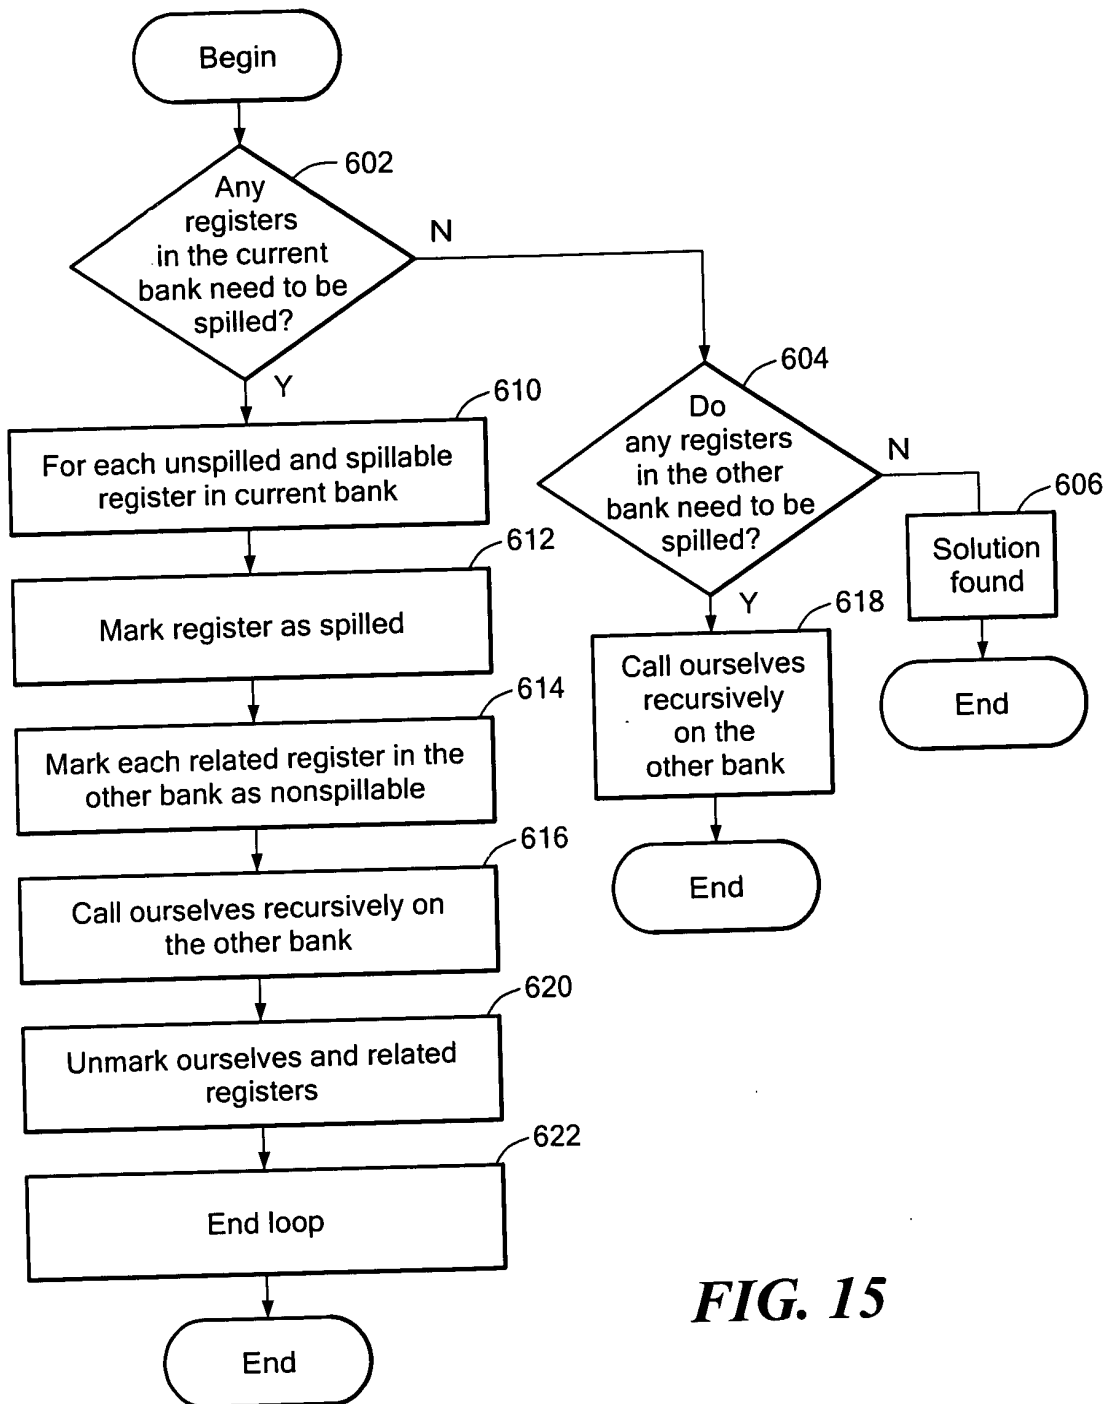 Begin
602
Any
registers
in the current
bank need to be
spilled?
N
Y
604
Do
any registers
in the other
bank need to be
spilled?
N
Y
606
Solution
found
End
618
Call ourselves
recursively
on the
other bank
End
610
For each unspilled and spillable
register in current bank
612
Mark register as spilled
614
Mark each related register in the
other bank as nonspillable
616
Call ourselves recursively on
the other bank
620
Unmark ourselves and related
registers
622
End loop
End
FIG. 15